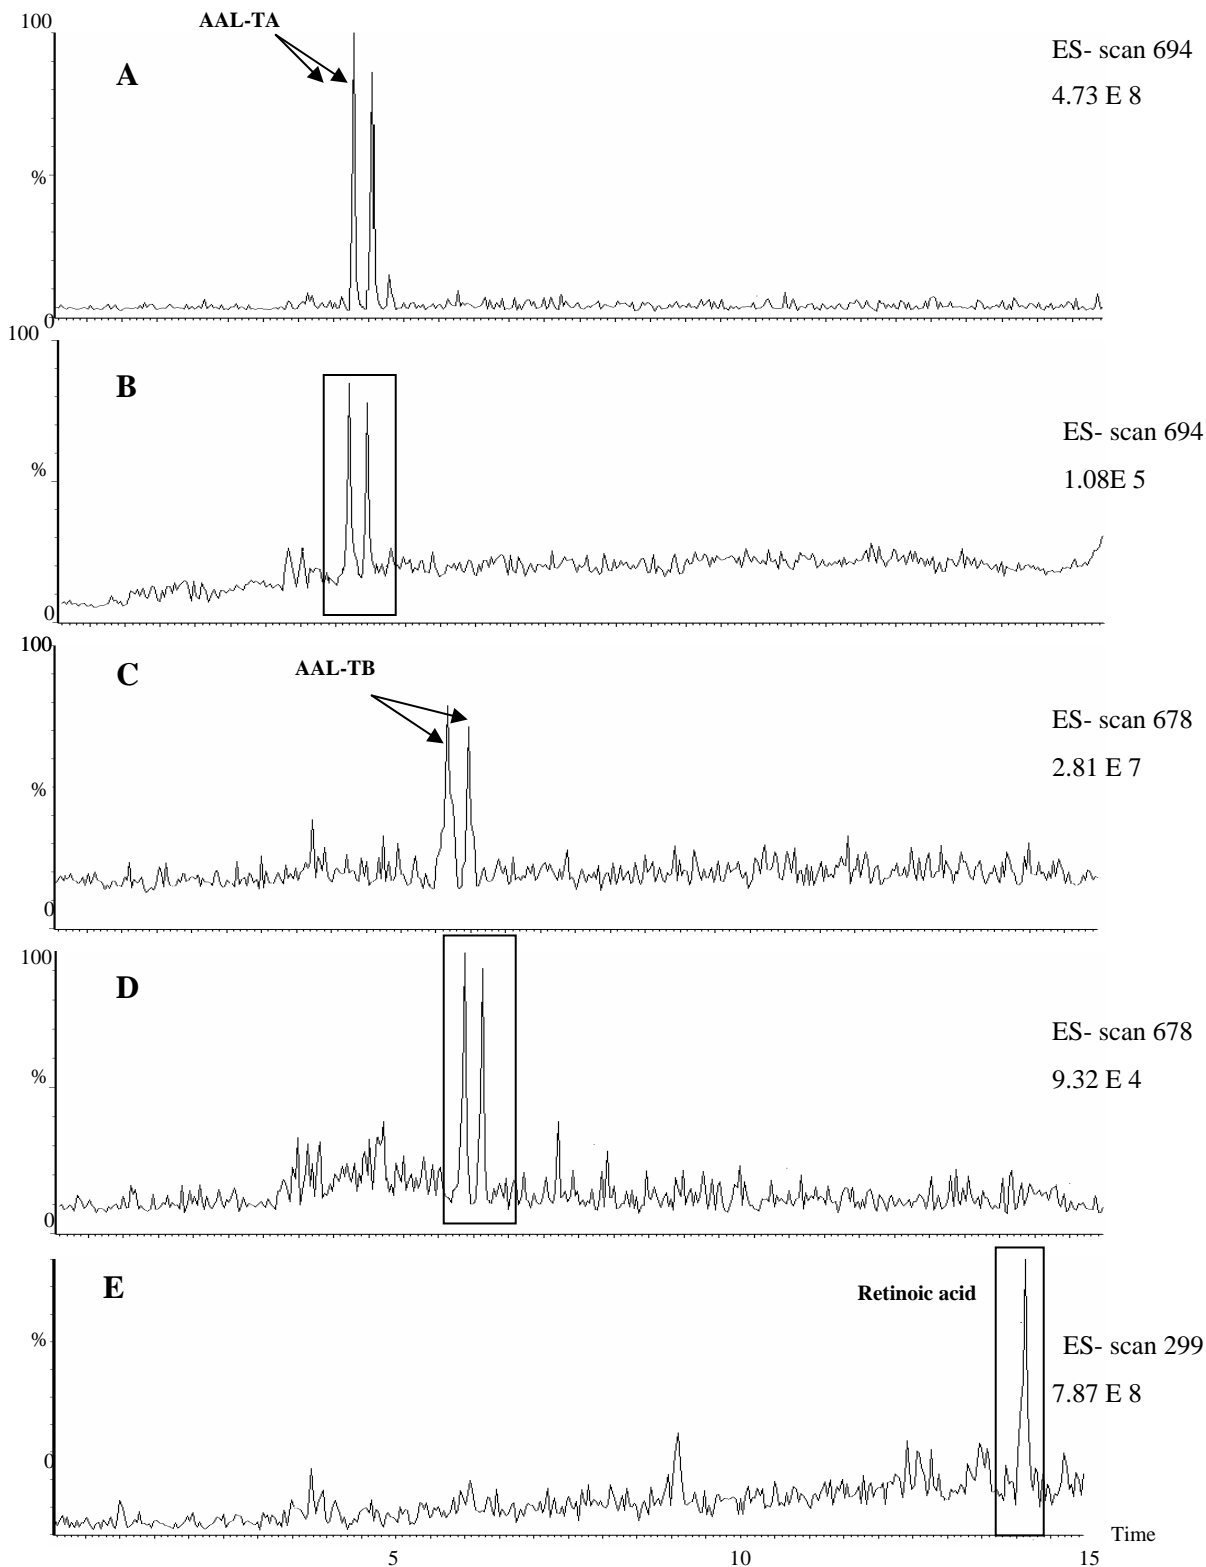 100
AAL-TA
A
ES- scan 694
4.73 E 8
%
0
100
B
ES- scan 694
1.08E 5
%
0
100
C
AAL-TB
ES- scan 678
2.81 E 7
%
0
100
D
ES- scan 678
9.32 E 4
%
0
E
Retinoic acid
ES- scan 299
7.87 E 8
%
0
Time
5
10
15